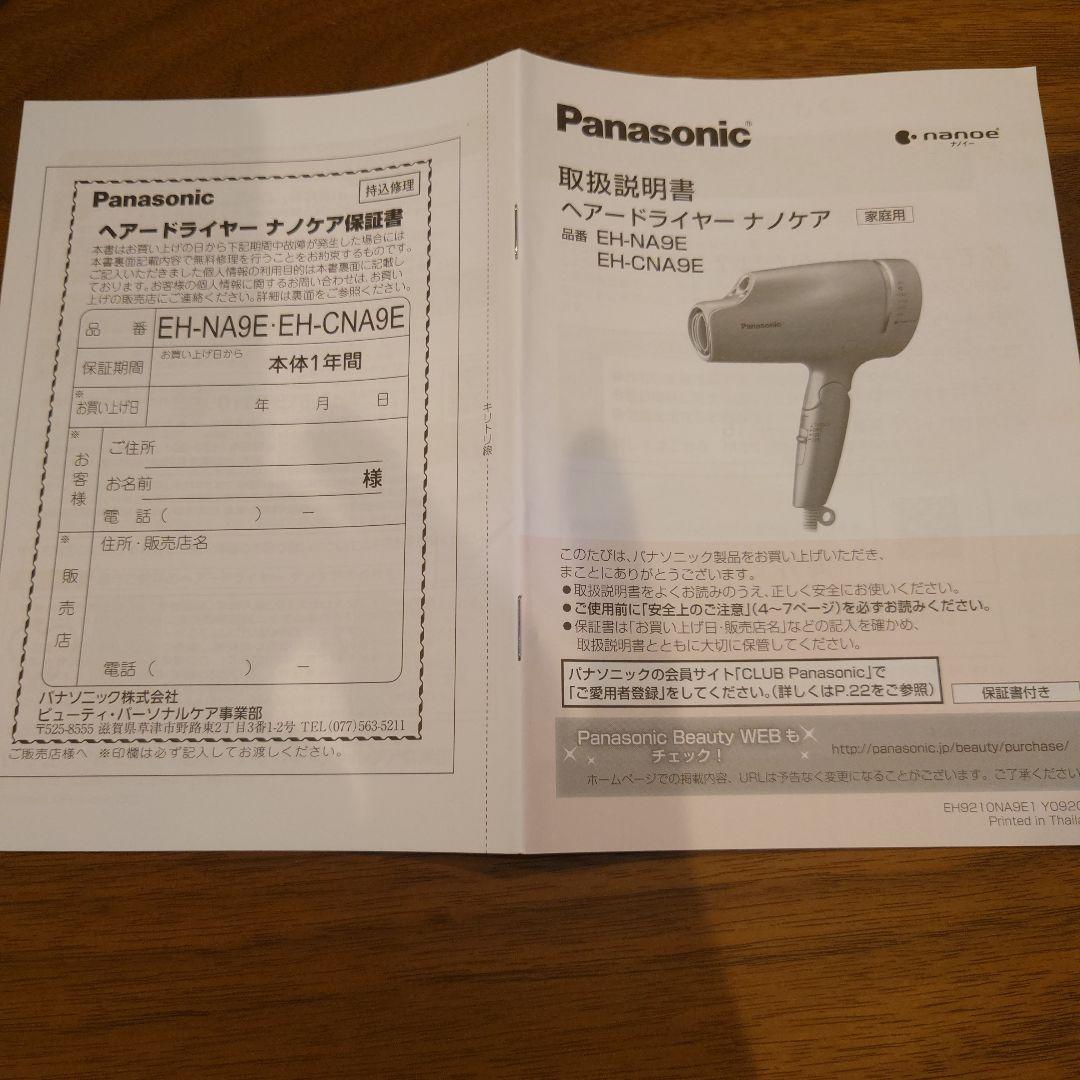 Panasonic
持込修理
ヘアードライヤー ナノケア保証書
本書はお買い上げの日から下記期間中故障が発生した場合には
本書裏面記載内容で無料修理を行うことをお約束するものです。
ご記入いただきました個人情報の利用目的は本書裏面に記載し
ております。お客様の個人情報に関するお問い合わせは、お買い
上げの販売店にご連絡ください。詳細は裏面をご参照ください。
品 番 EH-NA9E・EH-CNA9E
保証期間 お買い上げ日から 本体1年間
※お買い上げ日 年 月 日
※お客様
ご住所
お名前 様
電 話 ( ) ー
※販売店
住所・販売店名
電話 ( ) ー
パナソニック株式会社
ビューティ・パーソナルケア事業部
〒525-8555 滋賀県草津市野路東2丁目3番1-2号 TEL(077)563-5211
ご販売店様へ ※印欄は必ず記入してお渡しください。
キリトリ線
Panasonic®
nanoe®
ナノイー
取扱説明書
ヘアードライヤー ナノケア 家庭用
品番 EH-NA9E
EH-CNA9E
Panasonic
このたびは、パナソニック製品をお買い上げいただき、
まことにありがとうございます。
●取扱説明書をよくお読みのうえ、正しく安全にお使いください。
●ご使用前に「安全上のご注意」(4〜7ページ)を必ずお読みください。
●保証書は「お買い上げ日・販売店名」などの記入を確かめ、
取扱説明書とともに大切に保管してください。
パナソニックの会員サイト「CLUB Panasonic」で
「ご愛用者登録」をしてください。(詳しくはP.22をご参照)
保証書付き
Panasonic Beauty WEBも
チェック!
http://panasonic.jp/beauty/purchase/
ホームページでの掲載内容、URLは予告なく変更になることがございます。ご了承ください
EH9210NA9E1 Y0920
Printed in Thaila